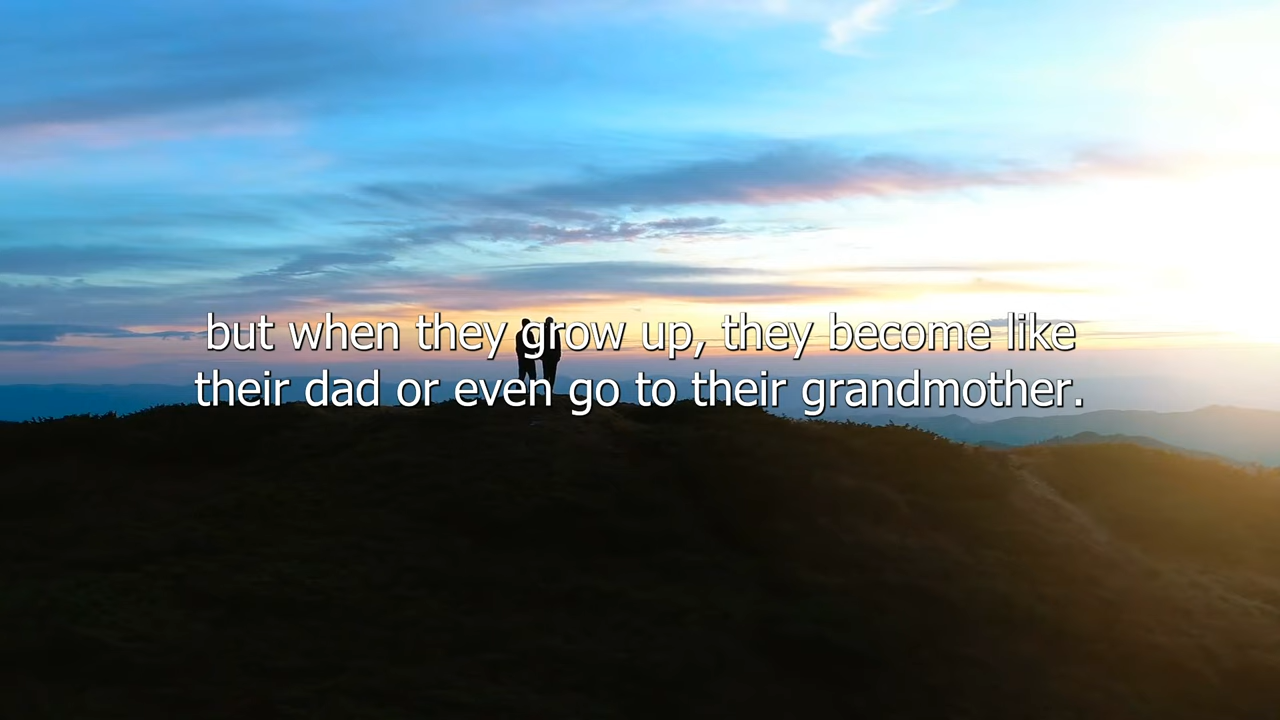 but when they grow up, they become like
their dad or even go to their grandmother.